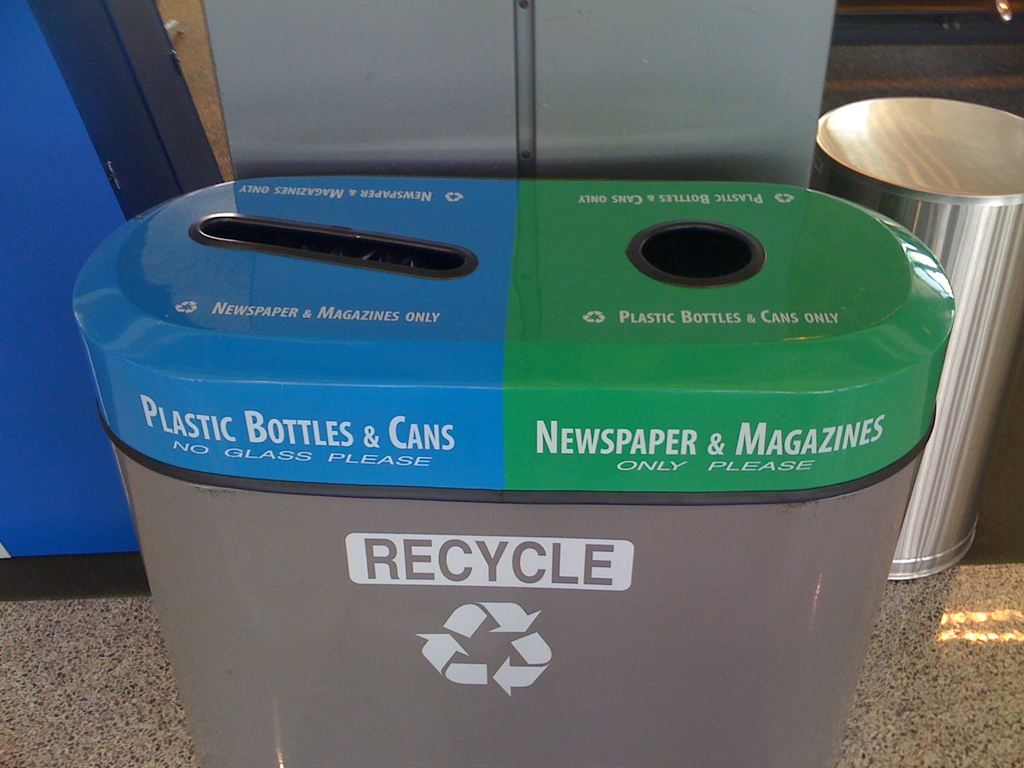 NEWSPAPER & MAGAZINES ONLY
PLASTIC BOTTLES & CANS ONLY
NEWSPAPER & MAGAZINES ONLY
PLASTIC BOTTLES & CANS ONLY
PLASTIC BOTTLES & CANS
NO GLASS PLEASE
NEWSPAPER & MAGAZINES
ONLY PLEASE
RECYCLE